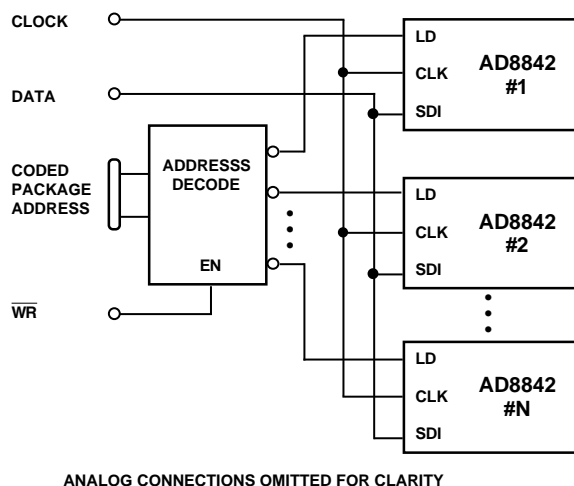 CLOCK
DATA
CODED
PACKAGE
ADDRESS
WR
ADDRESSS
DECODE
EN
LD
CLK
SDI
AD8842
#1
LD
CLK
SDI
AD8842
#2
LD
CLK
SDI
AD8842
#N
ANALOG CONNECTIONS OMITTED FOR CLARITY